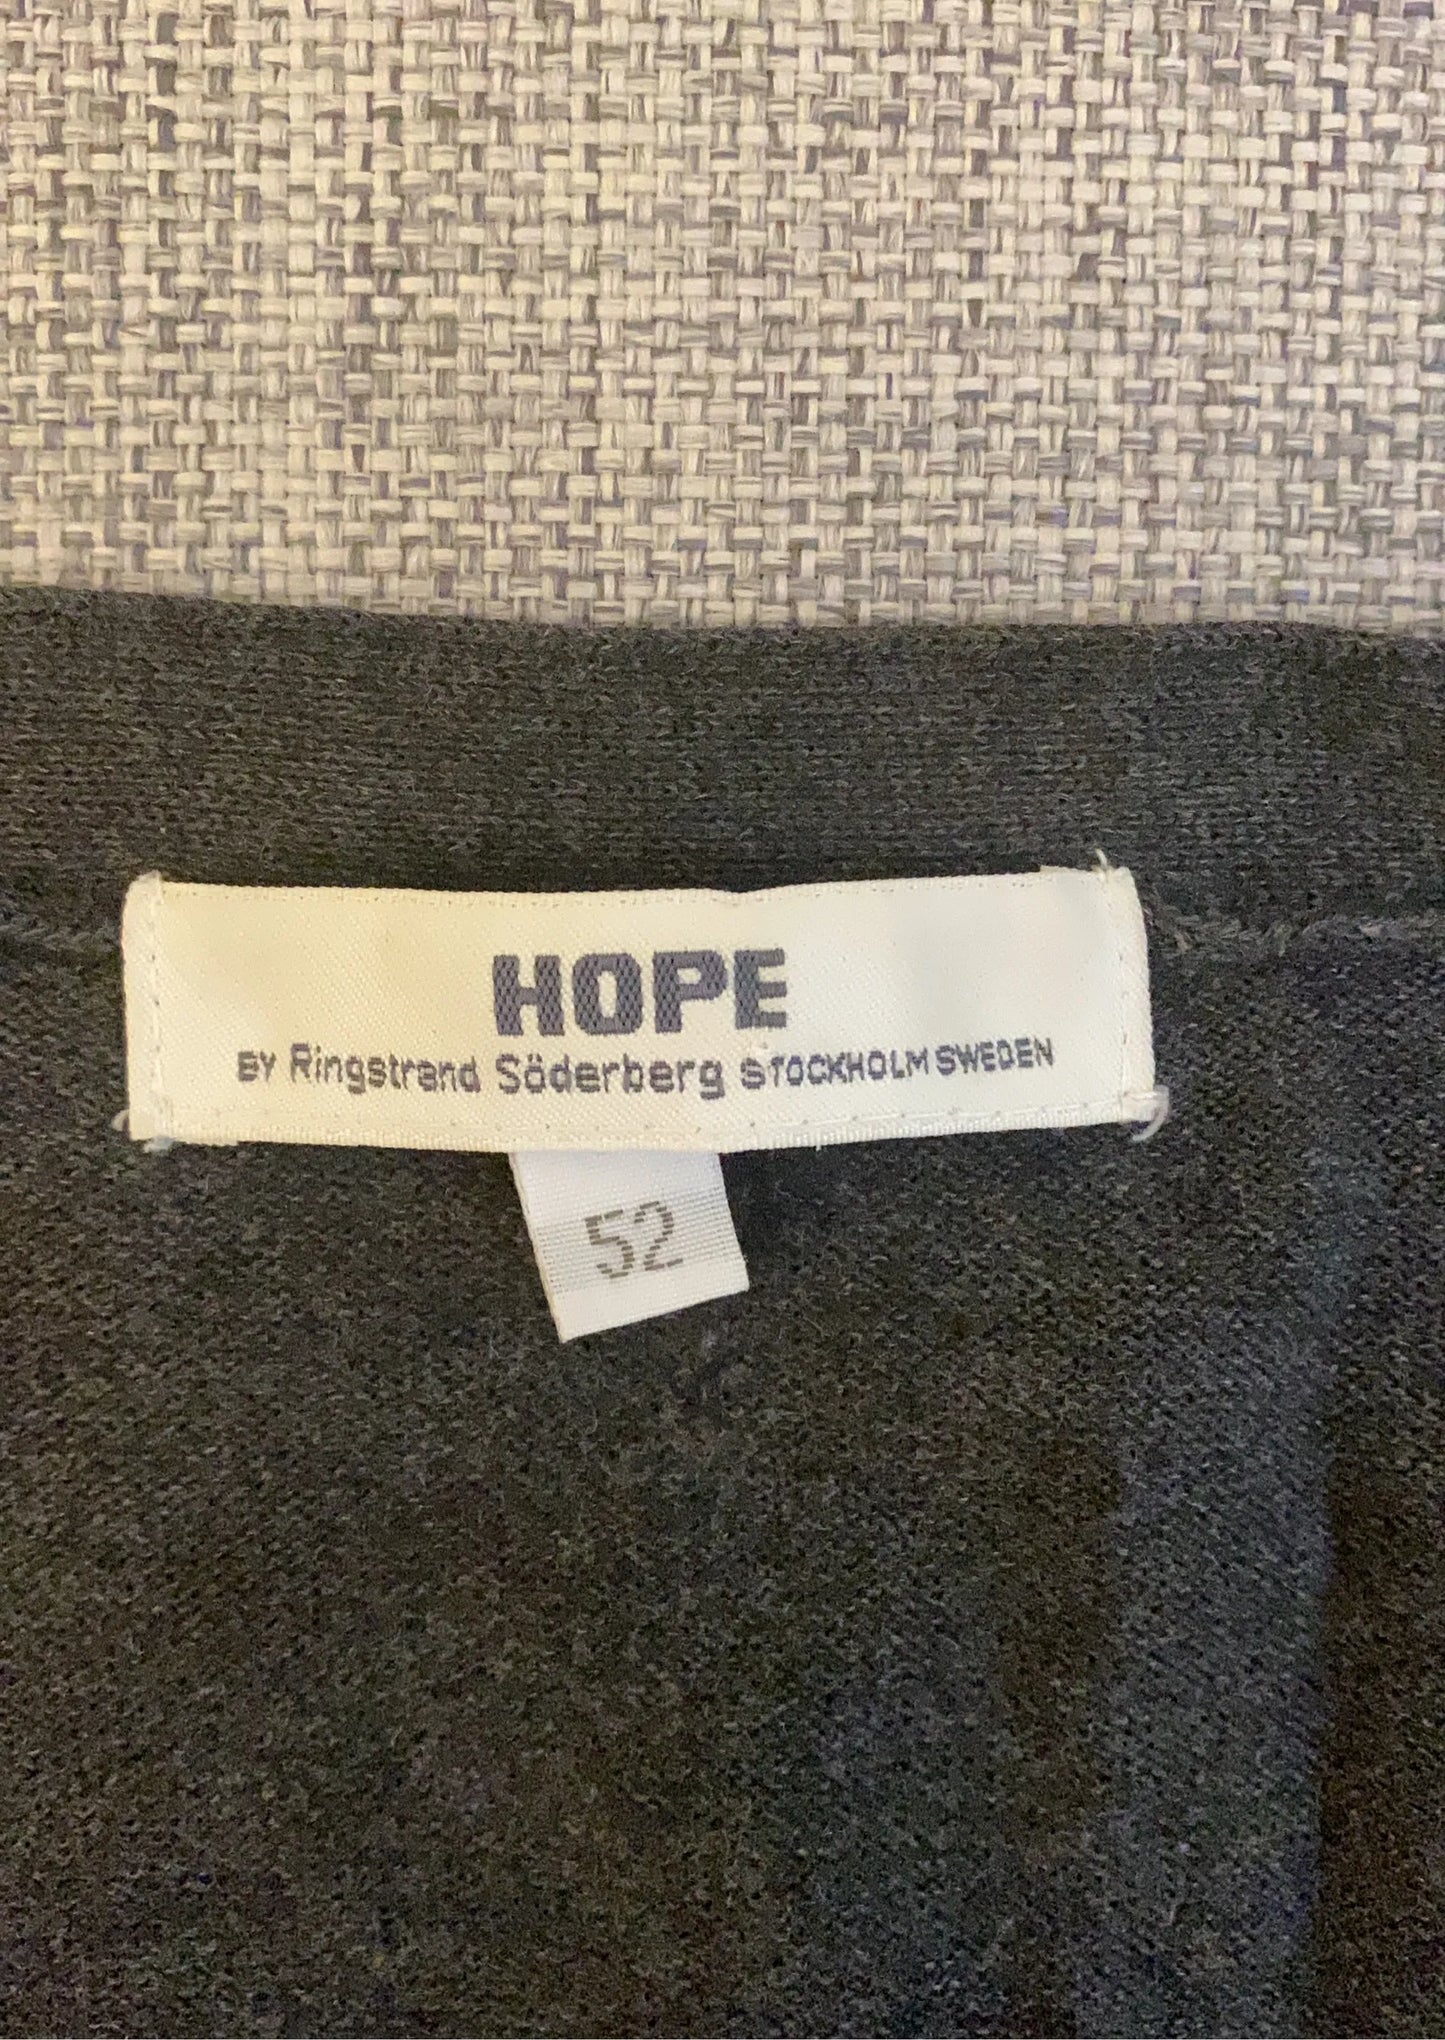 HOPE
BY Ringstrand Söderberg STOCKHOLM SWEDEN
52